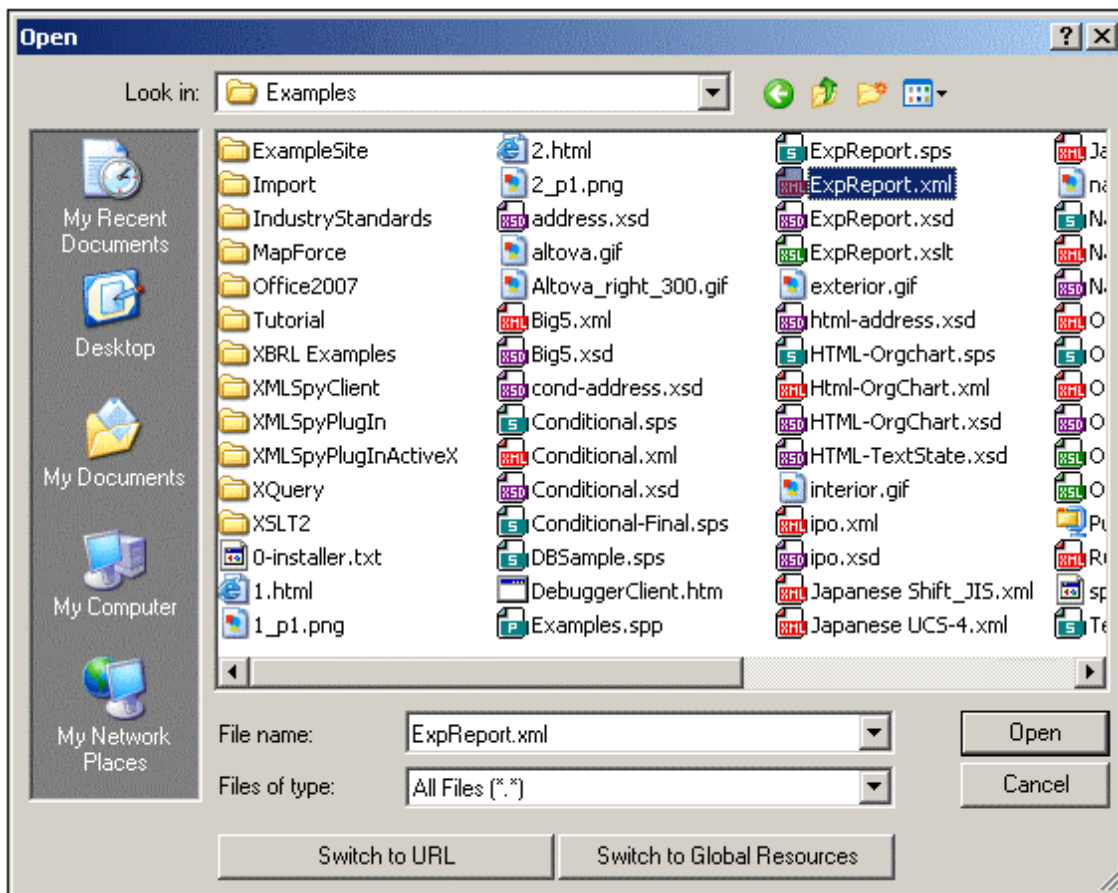 Open
Look in: Examples
My Recent
Documents
Desktop
My Documents
My Computer
My Network
Places
ExampleSite
Import
IndustryStandards
MapForce
Office2007
Tutorial
XBRL Examples
XMLSpyClient
XMLSpyPlugIn
XMLSpyPlugInActiveX
XQuery
XSLT2
0-installer.txt
1.html
1_p1.png
2.html
2_p1.png
address.xsd
altova.gif
Altova_right_300.gif
Big5.xml
Big5.xsd
cond-address.xsd
Conditional.sps
Conditional.xml
Conditional.xsd
Conditional-Final.sps
DBSample.sps
DebuggerClient.htm
Examples.spp
ExpReport.sps
ExpReport.xml
ExpReport.xsd
ExpReport.xslt
exterior.gif
html-address.xsd
HTML-Orgchart.sps
Html-OrgChart.xml
HTML-OrgChart.xsd
HTML-TextState.xsd
interior.gif
ipo.xml
ipo.xsd
Japanese Shift_JIS.xml
Japanese UCS-4.xml
File name: ExpReport.xml
Open
Files of type: All Files (*.*)
Cancel
Switch to URL
Switch to Global Resources